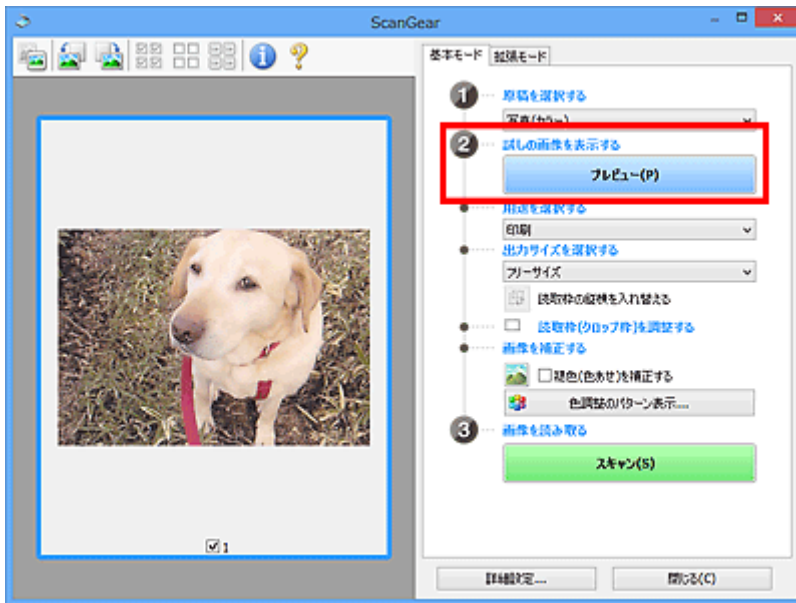 ScanGear
基本モード 拡張モード
1 原稿を選択する
写真(カラー)
2 試しの画像を表示する
プレビュー(P)
用途を選択する
印刷
出力サイズを選択する
フリーサイズ
読取枠の縦横を入れ替える
読取枠(クロップ枠)を調整する
画像を補正する
褪色(色あせ)を補正する
色調整のパターン表示...
3 画像を読み取る
スキャン(S)
1
詳細設定... 閉じる(C)